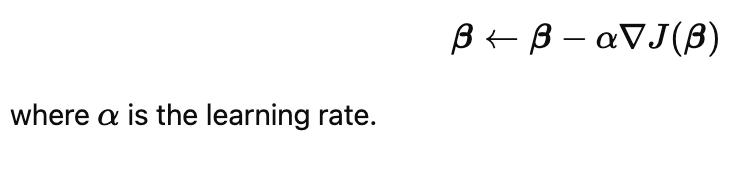 𝜷 ← 𝜷 − α∇J(𝜷)
where α is the learning rate.